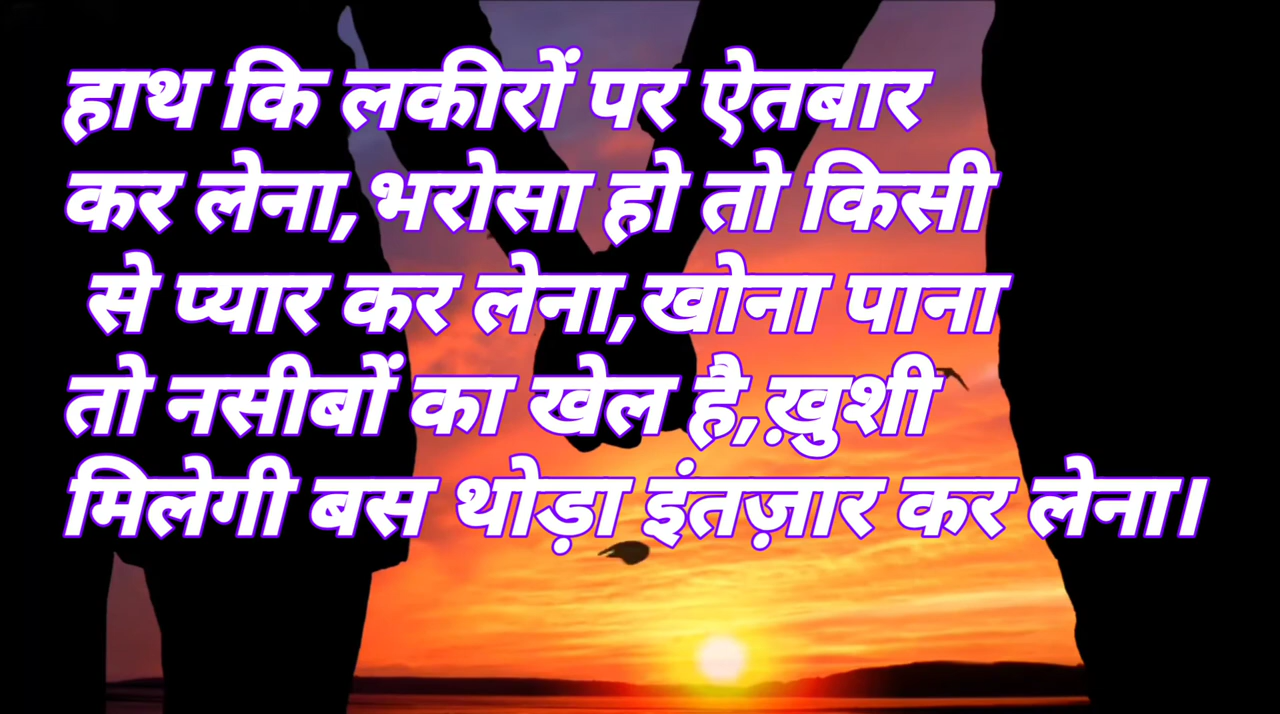 हाथ कि लकीरों पर ऐतबार
कर लेना,भरोसा हो तो किसी
से प्यार कर लेना,खोना पाना
तो नसीबों का खेल है,ख़ुशी
मिलेगी बस थोड़ा इंतज़ार कर लेना।